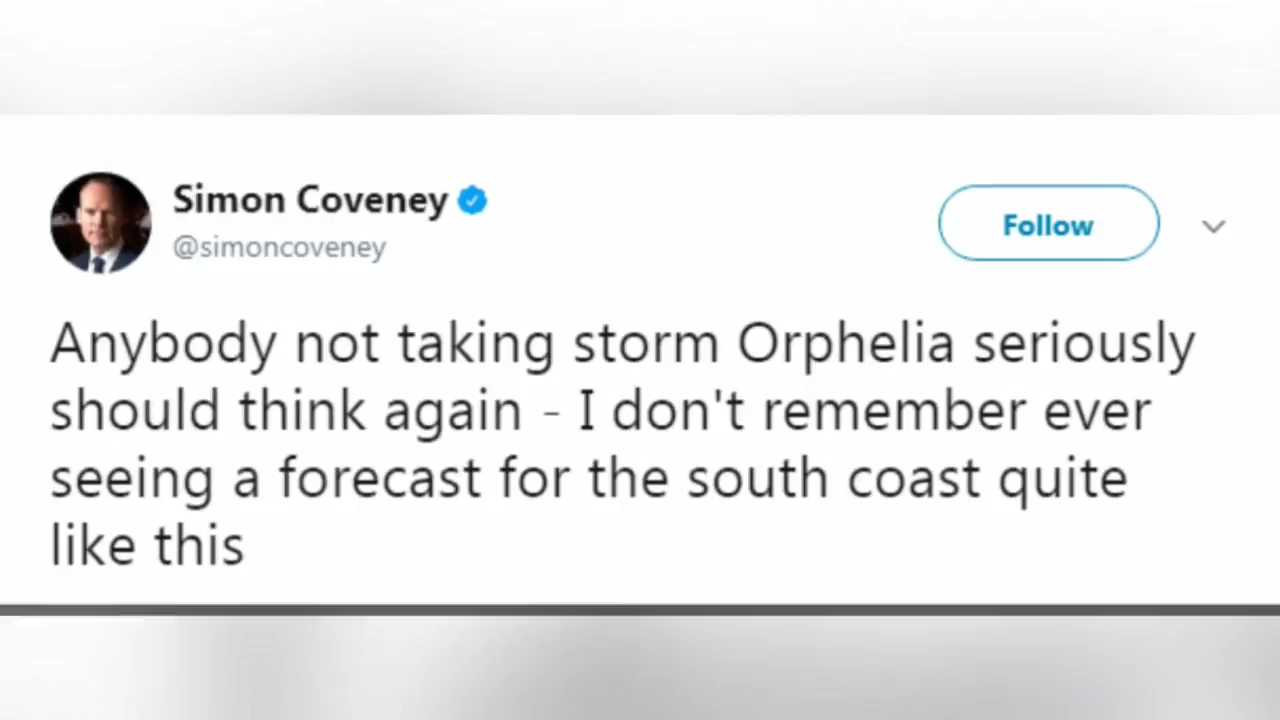 Simon Coveney
@simoncoveney
Follow
Anybody not taking storm Orphelia seriously
should think again - I don't remember ever
seeing a forecast for the south coast quite
like this